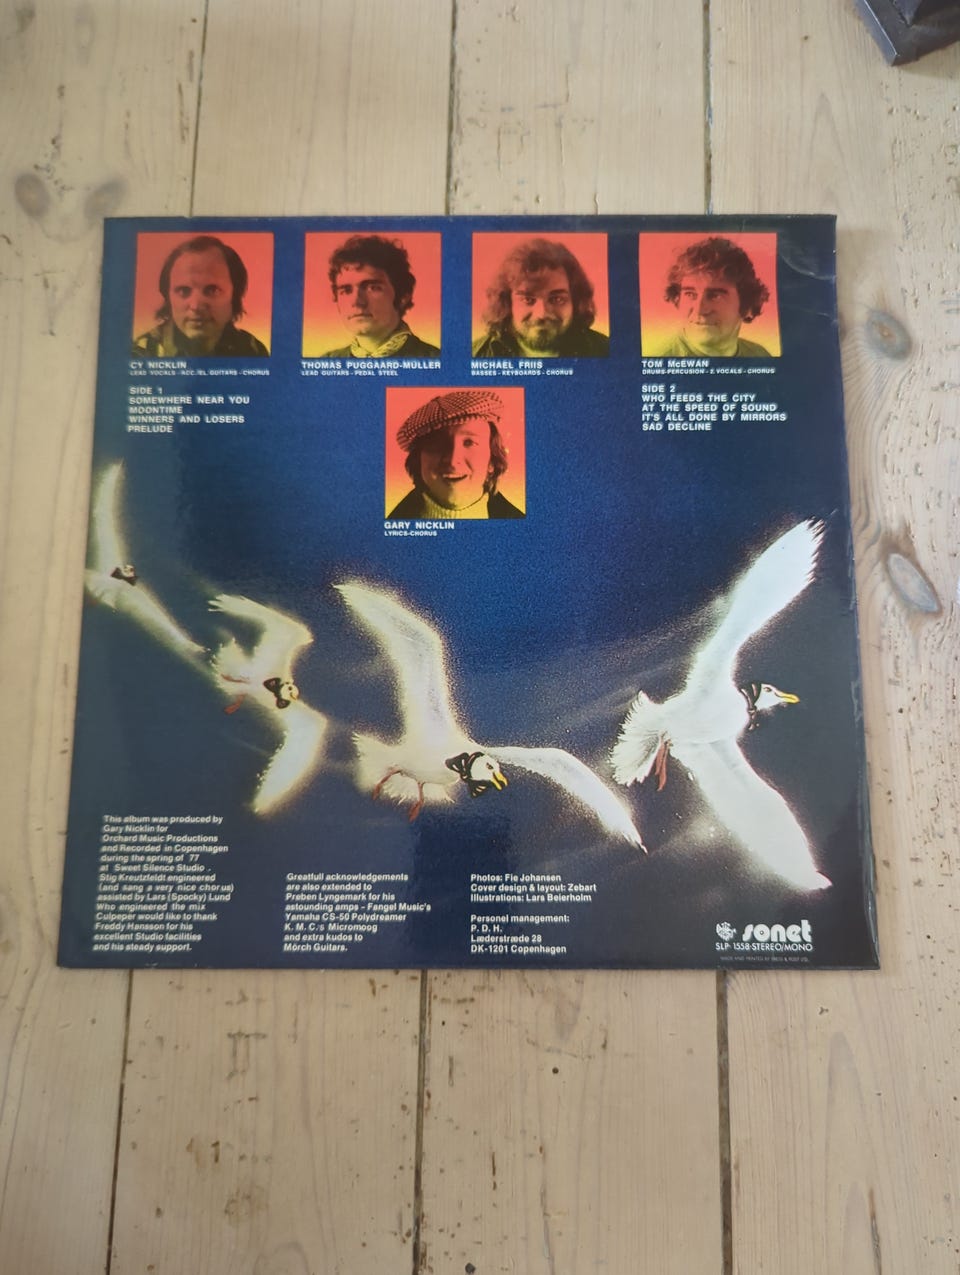 CY NICKLIN
LEAD VOCALS - ACC./EL. GUITARS - CHORUS
THOMAS PUGGAARD-MÜLLER
LEAD GUITARS - PEDAL STEEL
MICHAEL FRIIS
BASSES - KEYBOARDS - CHORUS
TOM McEWAN
DRUMS-PERCUSION - 2. VOCALS - CHORUS
SIDE 1
SOMEWHERE NEAR YOU
MOONTIME
WINNERS AND LOSERS
PRELUDE
SIDE 2
WHO FEEDS THE CITY
AT THE SPEED OF SOUND
IT'S ALL DONE BY MIRRORS
SAD DECLINE
GARY NICKLIN
LYRICS-CHORUS
This album was produced by
Gary Nicklin for
Orchard Music Productions
and Recorded in Copenhagen
during the spring of 77
at Sweet Silence Studio .
Stig Kreutzfeldt engineered
(and sang a very nice chorus)
assisted by Lars (Spocky) Lund
Who engineered the mix
Culpeper would like to thank
Freddy Hansson for his
excellent Studio facilities
and his steady support.
Greatfull acknowledgements
are also extended to
Preben Lyngemark for his
astounding amps - Fangel Music's
Yamaha CS-50 Polydreamer
K. M. C.'s Micromoog
and extra kudos to
Mörch Guitars.
Photos: Fie Johansen
Cover design & layout: Zebart
Illustrations: Lars Beierholm
Personel management:
P. D. H.
Læderstræde 28
DK-1201 Copenhagen
sonet
SLP- 1558-STEREO/MONO
MADE AND PRINTED BY ERNST & POST LTD.